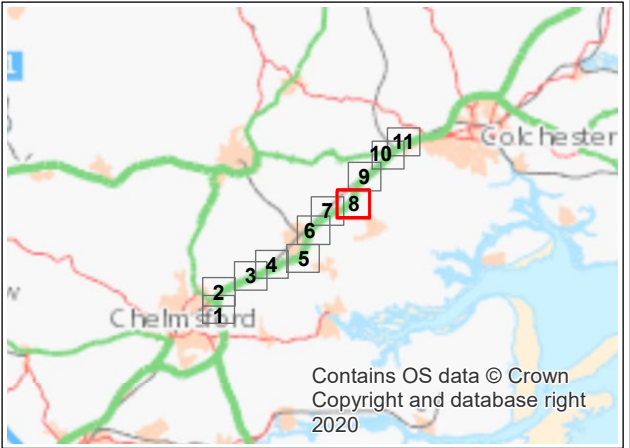 1
Colchester
11
10
9
8
7
6
5
4
3
2
1
Chelmsford
w
Contains OS data © Crown
Copyright and database right
2020